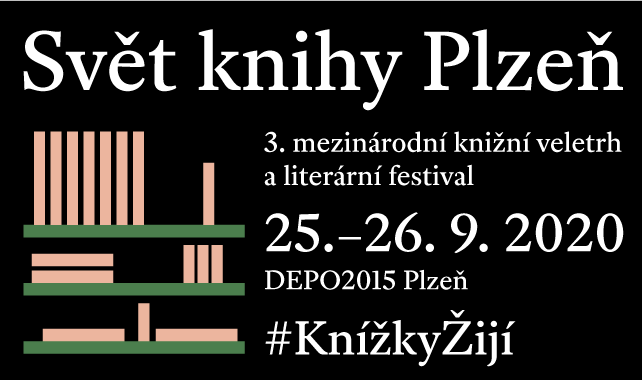 Svět knihy Plzeň
3. mezinárodní knižní veletrh
a literární festival
25.–26. 9. 2020
DEPO2015 Plzeň
#KnížkyŽijí